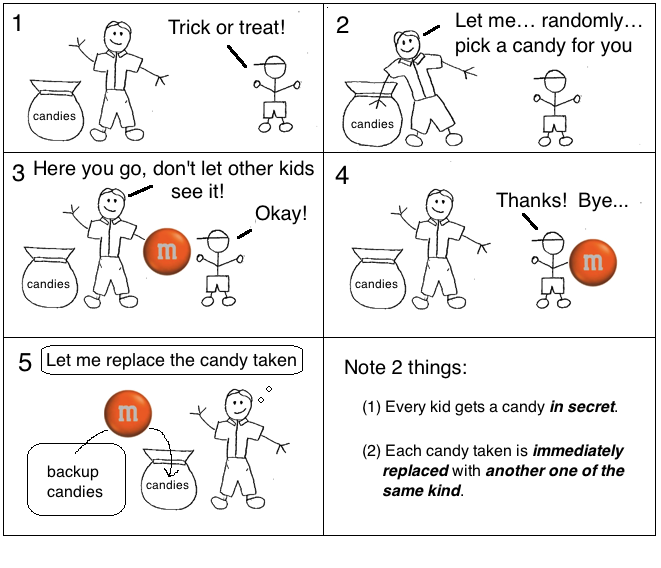 1
Trick or treat!
candies
2
Let me… randomly…
pick a candy for you
candies
3 Here you go, don't let other kids
see it!
Okay!
m
candies
4
Thanks!  Bye...
m
candies
5 Let me replace the candy taken
m
backup
candies
candies
Note 2 things:
(1) Every kid gets a candy in secret.
(2) Each candy taken is immediately
replaced with another one of the
same kind.